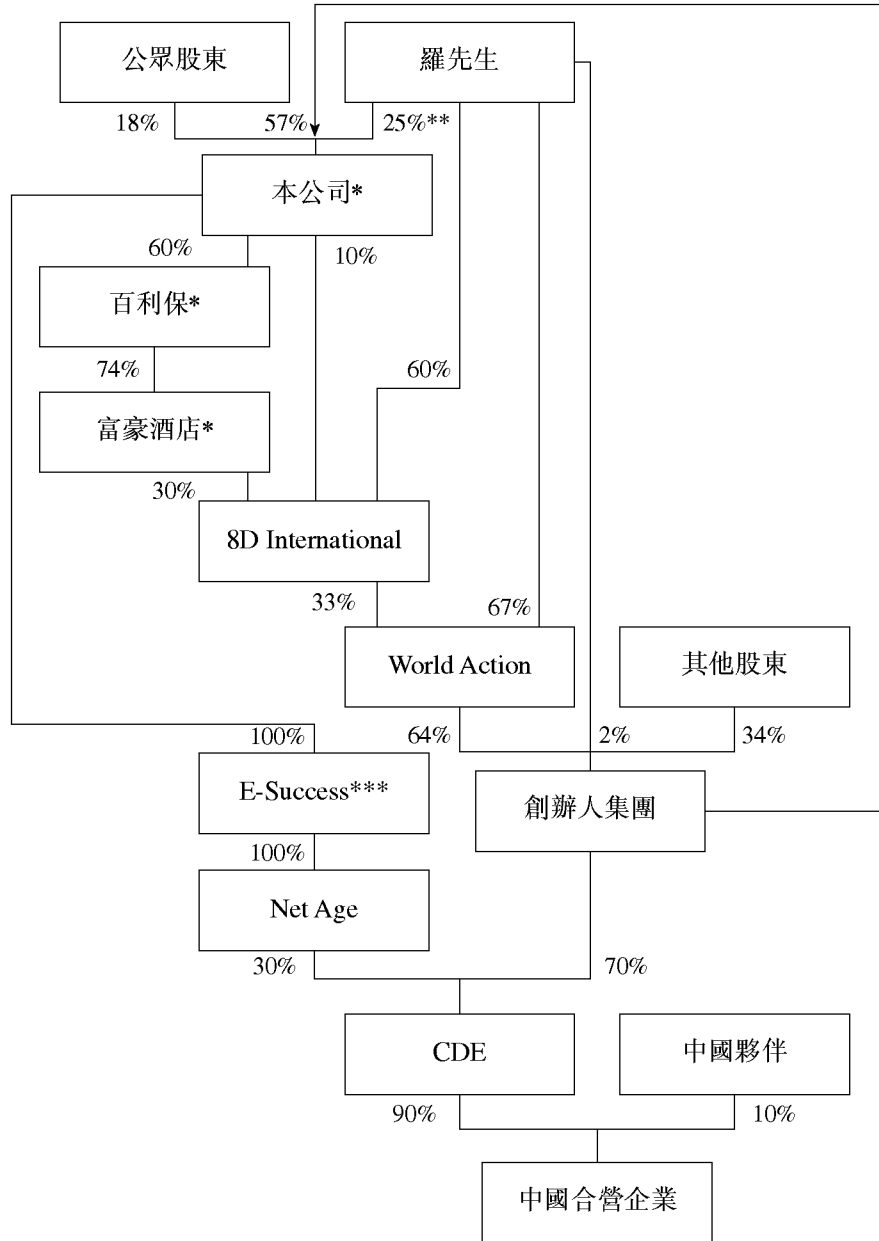 公眾股東
羅先生
18%
57%
25%**
本公司*
60%
10%
百利保*
74%
60%
富豪酒店*
30%
8D International
33%
67%
World Action
其他股東
100%
64%
2%
34%
E-Success***
創辦人集團
100%
Net Age
30%
70%
CDE
中國夥伴
90%
10%
中國合營企業